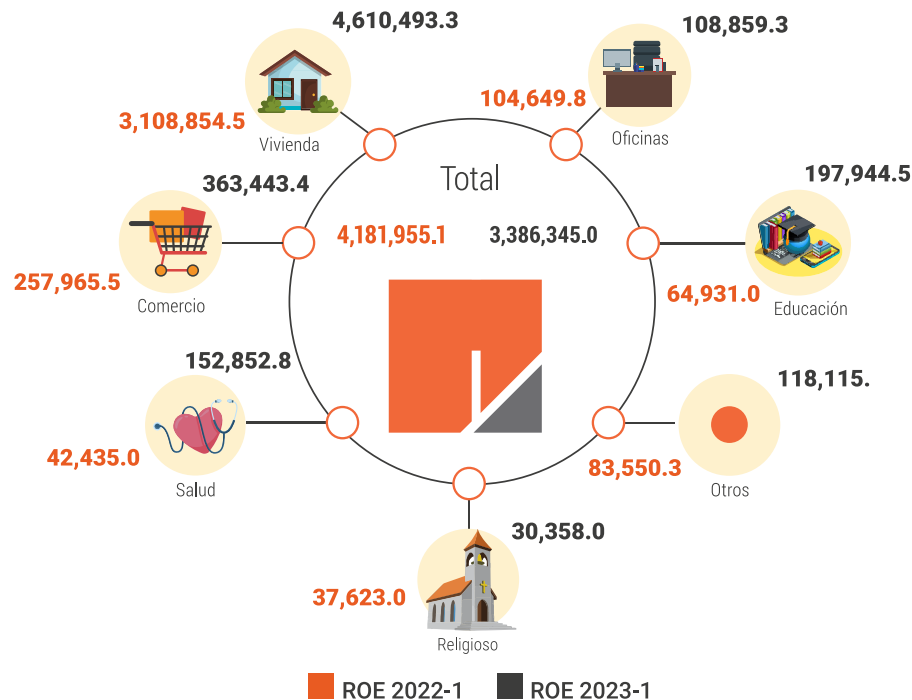 4,610,493.3
3,108,854.5
Vivienda
108,859.3
104,649.8
Oficinas
363,443.4
257,965.5
Comercio
Total
4,181,955.1
3,386,345.0
197,944.5
64,931.0
Educación
152,852.8
42,435.0
Salud
118,115.
83,550.3
Otros
30,358.0
37,623.0
Religioso
ROE 2022-1
ROE 2023-1